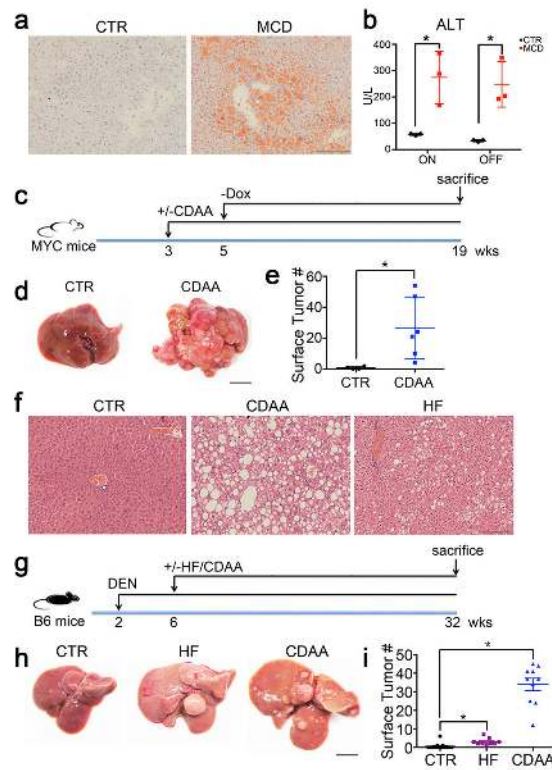 a
CTR
MCD
b
ALT
CTR
MCD
U/L
400
300
200
100
0
*
*
ON
OFF
c
sacrifice
-Dox
+/-CDAA
MYC mice
3
5
19
wks
d
CTR
CDAA
e
Surface Tumor #
60
40
20
0
*
CTR
CDAA
f
CTR
CDAA
HF
g
sacrifice
+/-HF/CDAA
DEN
B6 mice
2
6
32
wks
h
CTR
HF
CDAA
i
Surface Tumor #
50
40
30
20
10
0
*
*
CTR
HF
CDAA